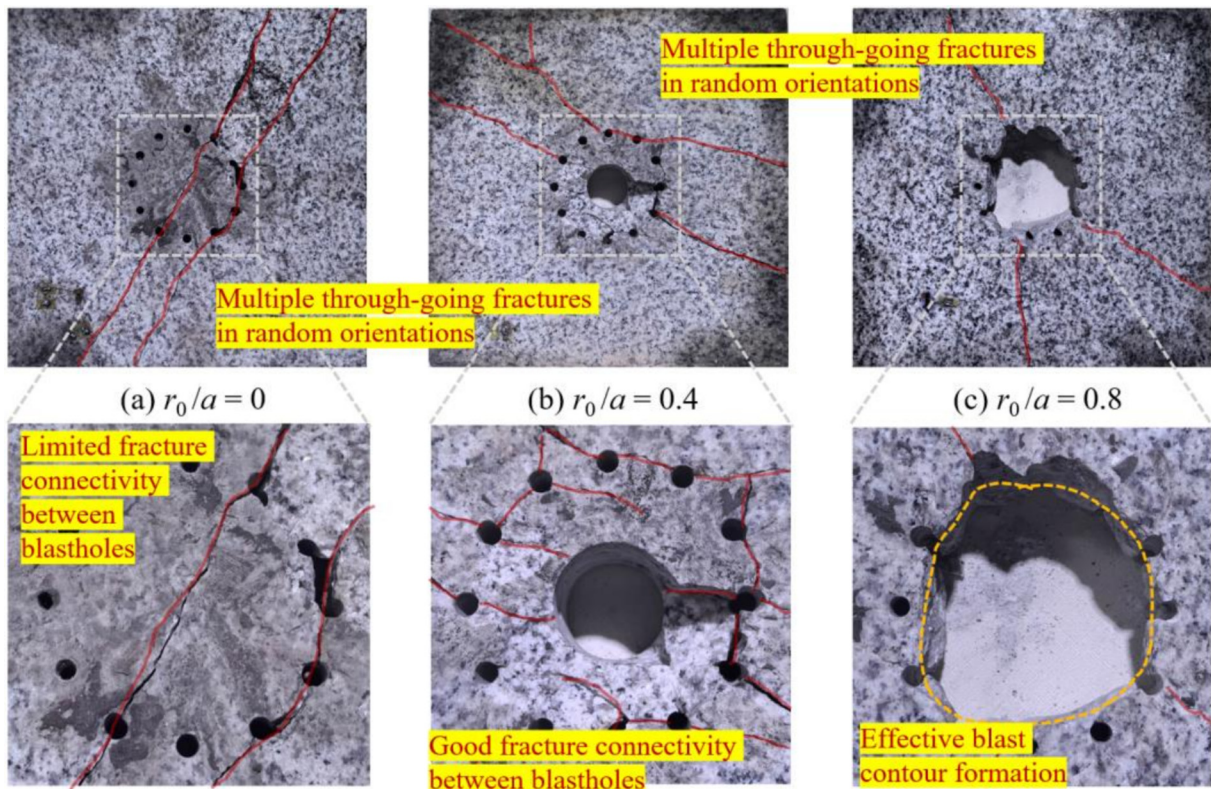 Multiple through-going fractures
in random orientations
Multiple through-going fractures
in random orientations
(a) r₀/a = 0
(b) r₀/a = 0.4
(c) r₀/a = 0.8
Limited fracture
connectivity
between
blastholes
Good fracture connectivity
between blastholes
Effective blast
contour formation